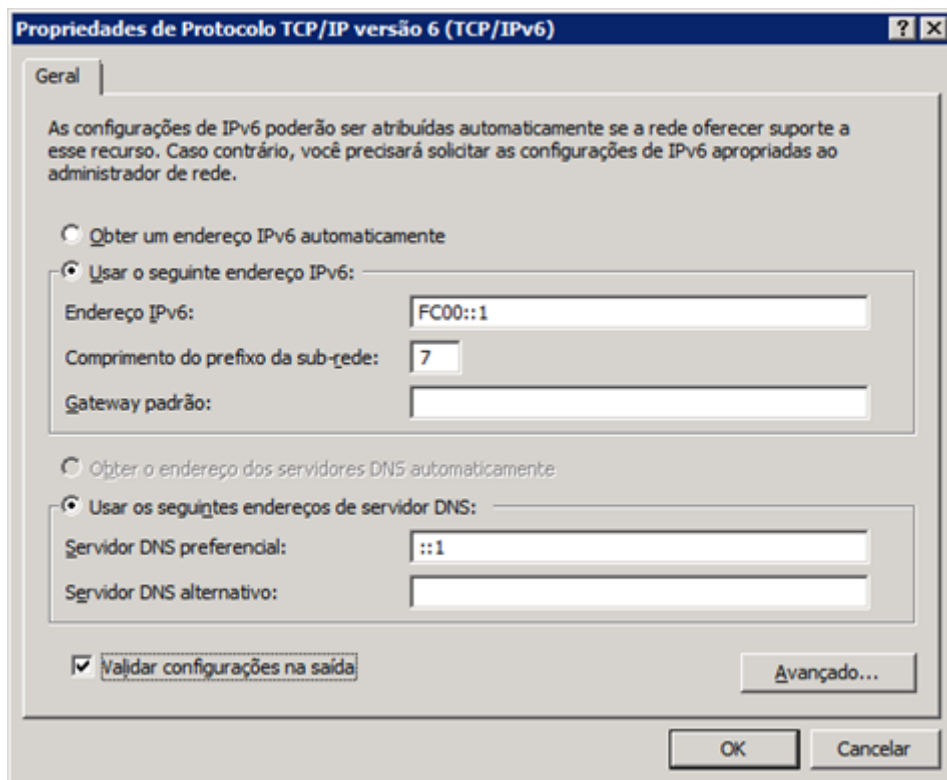 Propriedades de Protocolo TCP/IP versão 6 (TCP/IPv6)
Geral
As configurações de IPv6 poderão ser atribuídas automaticamente se a rede oferecer suporte a
esse recurso. Caso contrário, você precisará solicitar as configurações de IPv6 apropriadas ao
administrador de rede.
Obter um endereço IPv6 automaticamente
Usar o seguinte endereço IPv6:
Endereço IPv6: FC00::1
Comprimento do prefixo da sub-rede: 7
Gateway padrão:
Obter o endereço dos servidores DNS automaticamente
Usar os seguintes endereços de servidor DNS:
Servidor DNS preferencial: ::1
Servidor DNS alternativo:
Validar configurações na saída
Avançado...
OK Cancelar